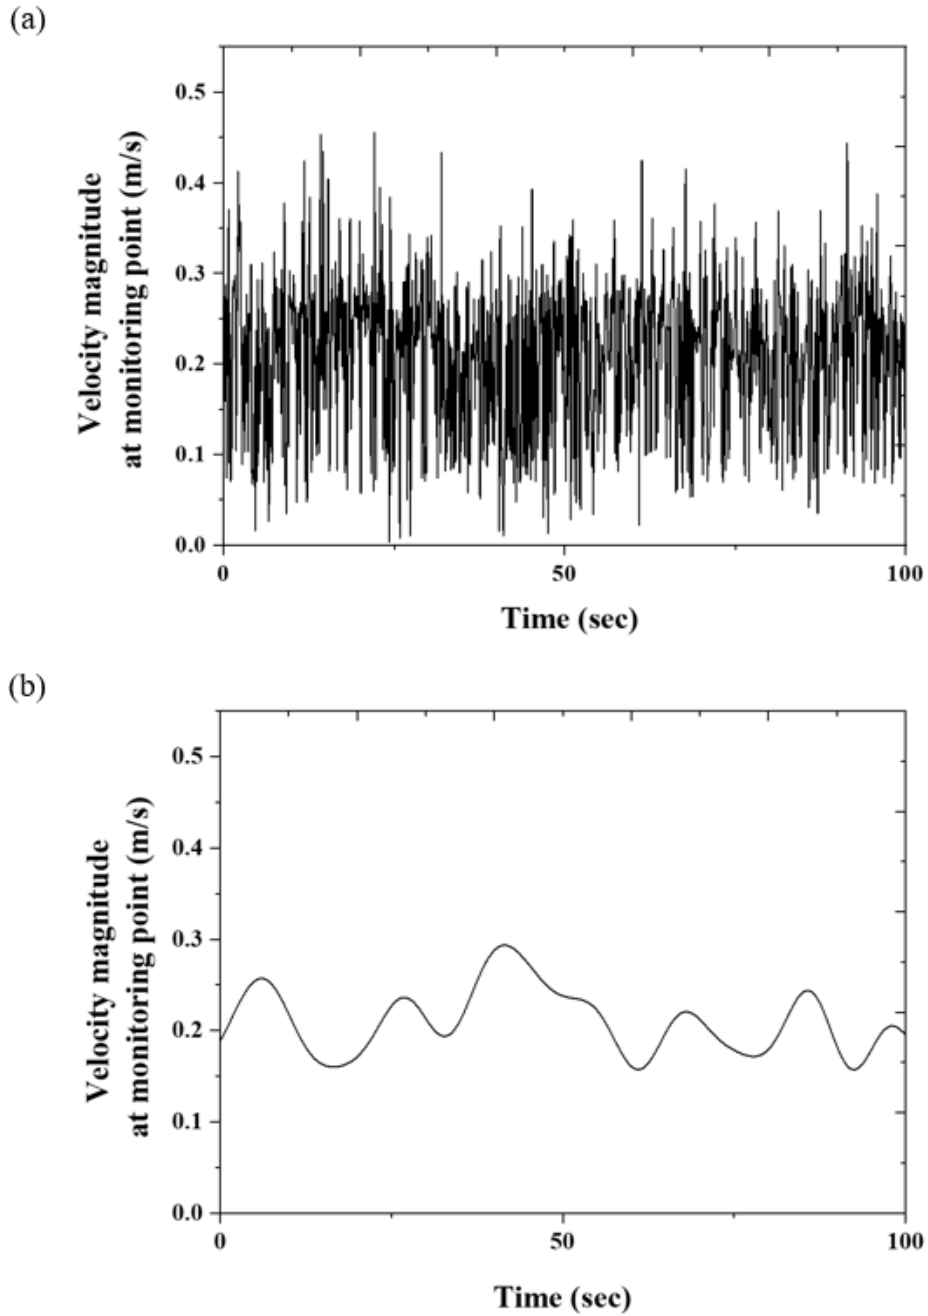 (a)
0.5
0.4
0.3
0.2
0.1
0.0
Velocity magnitude
at monitoring point (m/s)
0 50 100
Time (sec)
(b)
0.5
0.4
0.3
0.2
0.1
0.0
Velocity magnitude
at monitoring point (m/s)
0 50 100
Time (sec)